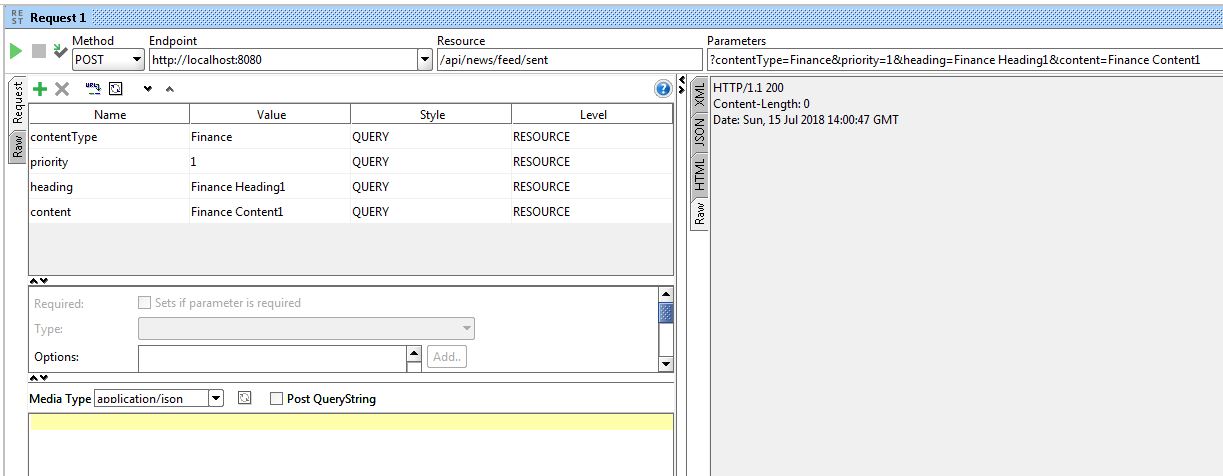 RE
ST
Request 1
Method
Endpoint
Resource
Parameters
POST
http://localhost:8080
/api/news/feed/sent
?contentType=Finance&priority=1&heading=Finance Heading1&content=Finance Content1
Request
Raw
Name Value Style Level
contentType Finance QUERY RESOURCE
priority 1 QUERY RESOURCE
heading Finance Heading1 QUERY RESOURCE
content Finance Content1 QUERY RESOURCE
Required: Sets if parameter is required
Type:
Options: Add..
Media Type application/json Post QueryString
XML
JSON
HTML
Raw
HTTP/1.1 200
Content-Length: 0
Date: Sun, 15 Jul 2018 14:00:47 GMT